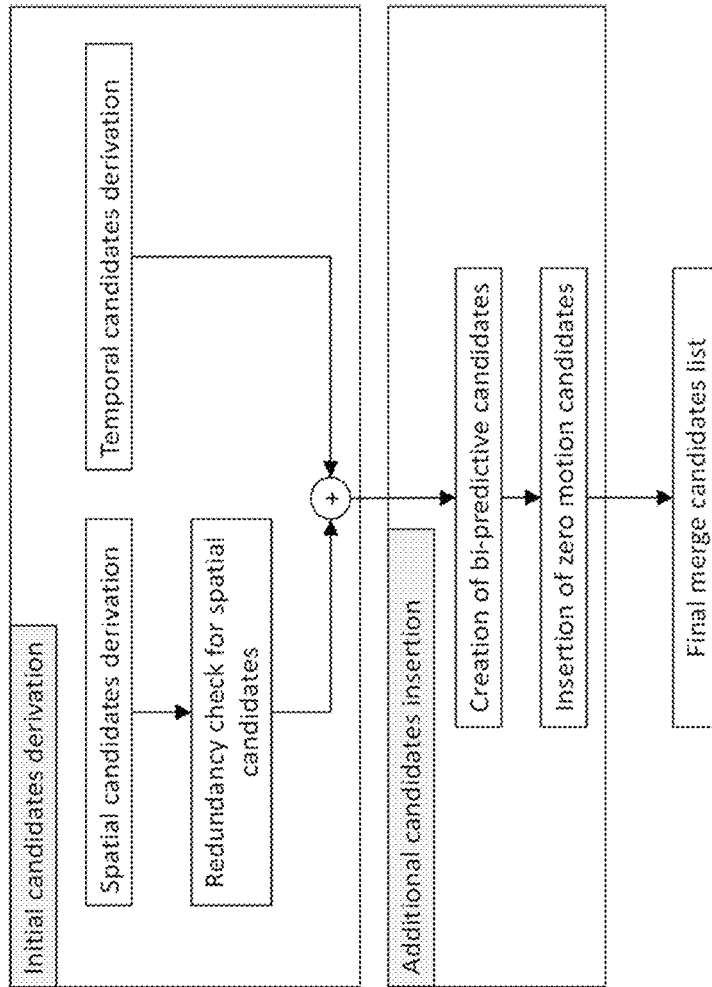 Initial candidates derivation
Spatial candidates derivation
Temporal candidates derivation
Redundancy check for spatial
candidates
+
Additional candidates insertion
Creation of bi-predictive candidates
Insertion of zero motion candidates
Final merge candidates list